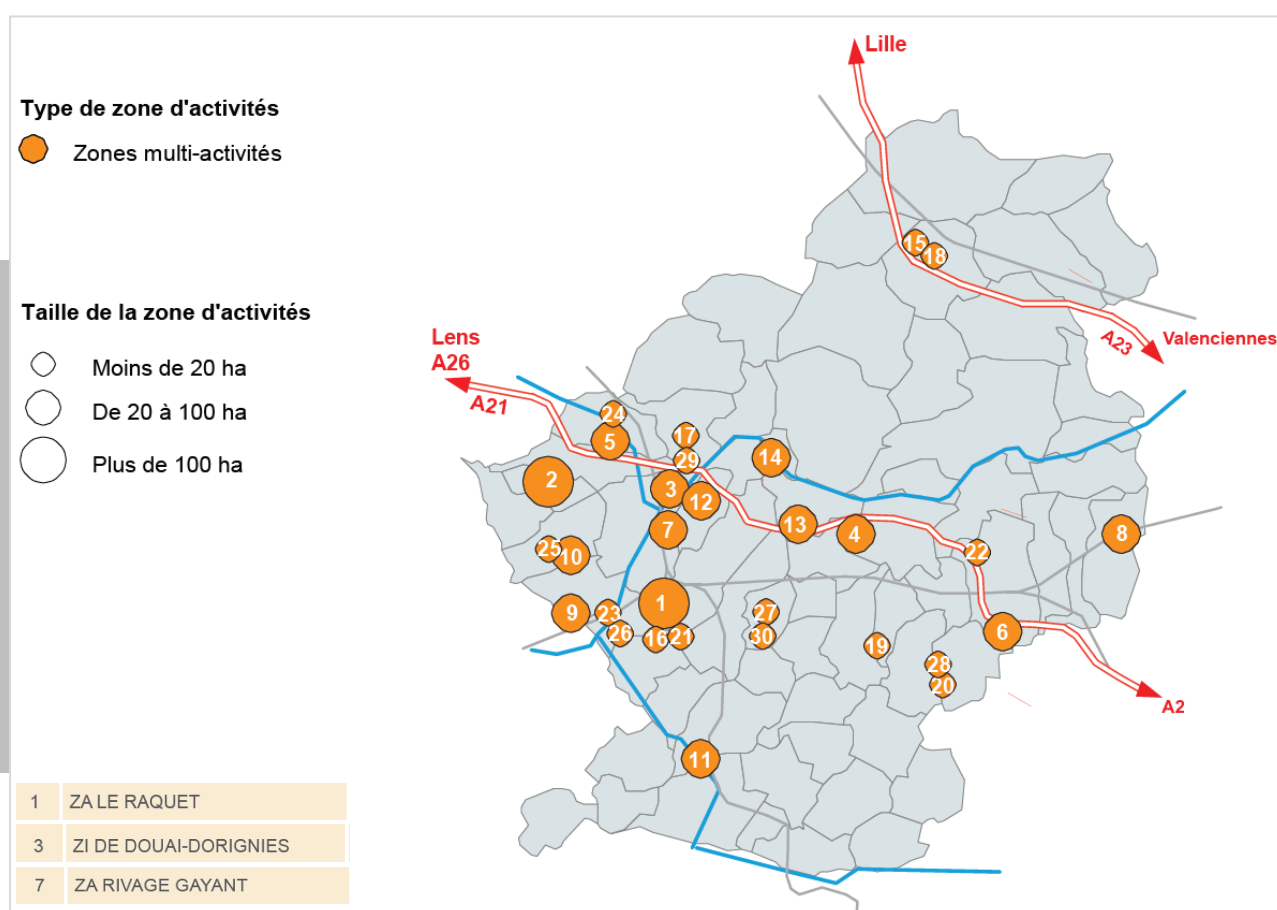 Type de zone d'activités
Zones multi-activités
Taille de la zone d'activités
Moins de 20 ha
De 20 à 100 ha
Plus de 100 ha
1 ZA LE RAQUET
3 ZI DE DOUAI-DORIGNIES
7 ZA RIVAGE GAYANT
Lille
15
18
A23
Valenciennes
Lens
A26
A21
24
5
17
29
14
2
3
12
13
4
7
22
8
25
10
1
9
23
27
26
16
21
30
19
6
28
20
A2
11